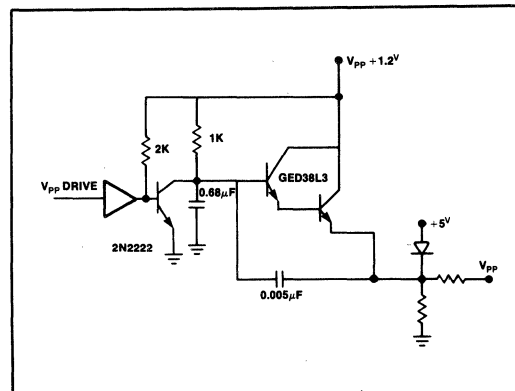 V_PP +1.2^V
2K
1K
GED38L3
V_PP DRIVE
0.68μF
2N2222
+5^V
V_PP
0.005μF